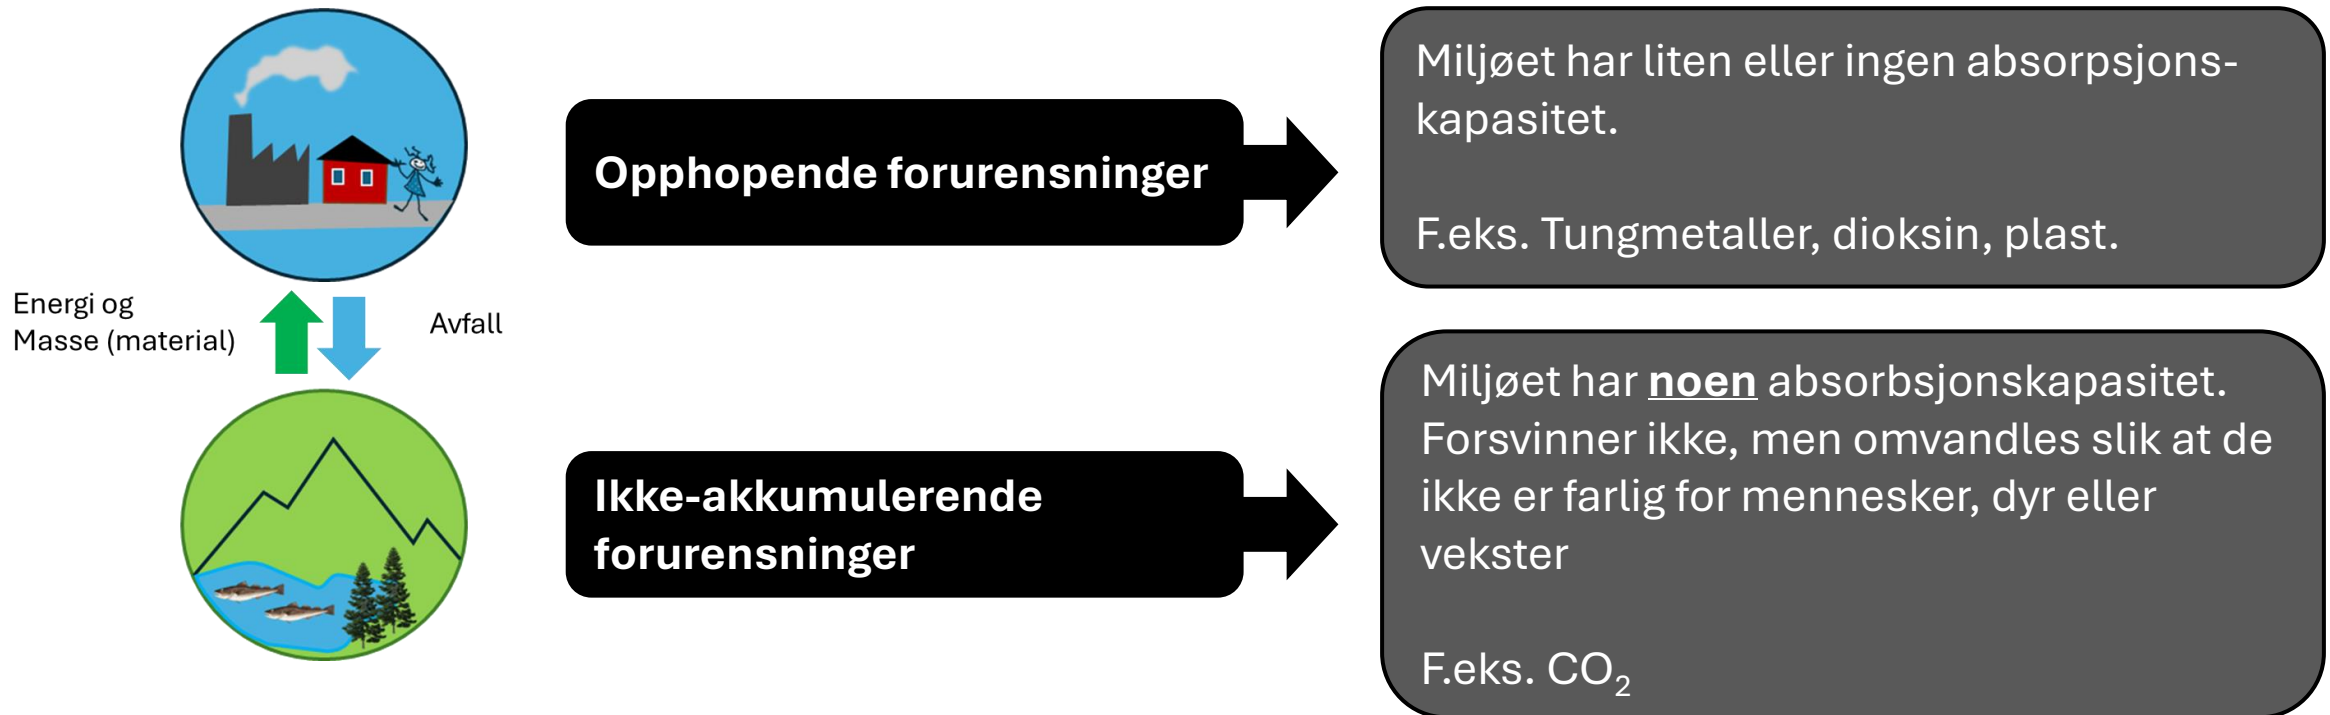 Energi og
Masse (material)
Avfall
Opphopende forurensninger
Miljøet har liten eller ingen absorpsjons-
kapasitet.
F.eks. Tungmetaller, dioksin, plast.
Ikke-akkumulerende
forurensninger
Miljøet har noen absorbsjonskapasitet.
Forsvinner ikke, men omvandles slik at de
ikke er farlig for mennesker, dyr eller
vekster
F.eks. CO₂